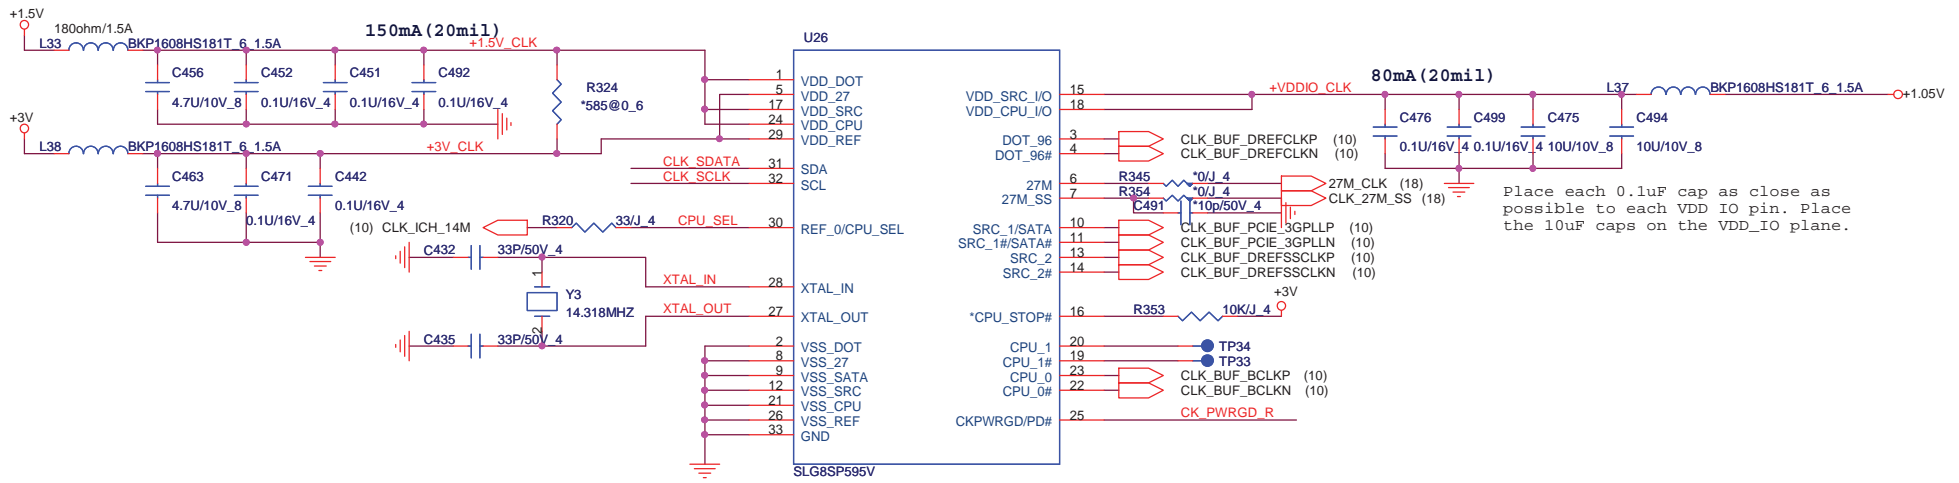 +1.5V
180ohm/1.5A
150mA(20mil)
L33
BKP1608HS181T_6_1.5A
+1.5V_CLK
C456
4.7U/10V_8
C452
0.1U/16V_4
C451
0.1U/16V_4
C492
0.1U/16V_4
R324
*585@0_6
+3V
L38
BKP1608HS181T_6_1.5A
+3V_CLK
C463
4.7U/10V_8
C471
0.1U/16V_4
C442
0.1U/16V_4
CLK_SDATA
CLK_SCLK
(10) CLK_ICH_14M
R320
33/J_4
CPU_SEL
C432
33P/50V_4
XTAL_IN
1
Y3
14.318MHZ
2
XTAL_OUT
C435
33P/50V_4
U26
1 VDD_DOT
5 VDD_27
17 VDD_SRC
24 VDD_CPU
29 VDD_REF
31 SDA
32 SCL
30 REF_0/CPU_SEL
28 XTAL_IN
27 XTAL_OUT
2 VSS_DOT
8 VSS_27
9 VSS_SATA
12 VSS_SRC
21 VSS_CPU
26 VSS_REF
33 GND
SLG8SP595V
VDD_SRC_I/O 15
VDD_CPU_I/O 18
DOT_96 3
DOT_96# 4
27M 6
27M_SS 7
SRC_1/SATA 10
SRC_1#/SATA# 11
SRC_2 13
SRC_2# 14
*CPU_STOP# 16
CPU_1 20
CPU_1# 19
CPU_0 23
CPU_0# 22
CKPWRGD/PD# 25
80mA(20mil)
+VDDIO_CLK
L37
BKP1608HS181T_6_1.5A
+1.05V
C476
0.1U/16V_4
C499
0.1U/16V_4
C475
10U/10V_8
C494
10U/10V_8
CLK_BUF_DREFCLKP (10)
CLK_BUF_DREFCLKN (10)
R345
*0/J_4
27M_CLK (18)
R354
*0/J_4
CLK_27M_SS (18)
C491
*10p/50V_4
CLK_BUF_PCIE_3GPLLP (10)
CLK_BUF_PCIE_3GPLLN (10)
CLK_BUF_DREFSSCLKP (10)
CLK_BUF_DREFSSCLKN (10)
+3V
R353
10K/J_4
TP34
TP33
CLK_BUF_BCLKP (10)
CLK_BUF_BCLKN (10)
CK_PWRGD_R
Place each 0.1uF cap as close as
possible to each VDD IO pin. Place
the 10uF caps on the VDD_IO plane.